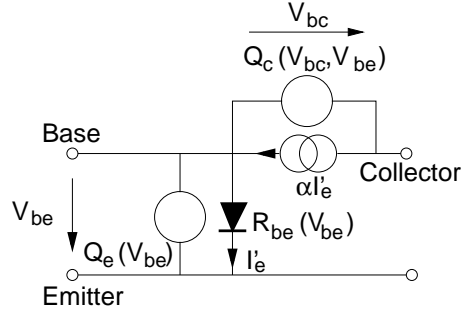 V_bc
Q_c(V_bc,V_be)
Base
αI'_e
Collector
V_be
R_be(V_be)
Q_e(V_be)
I'_e
Emitter